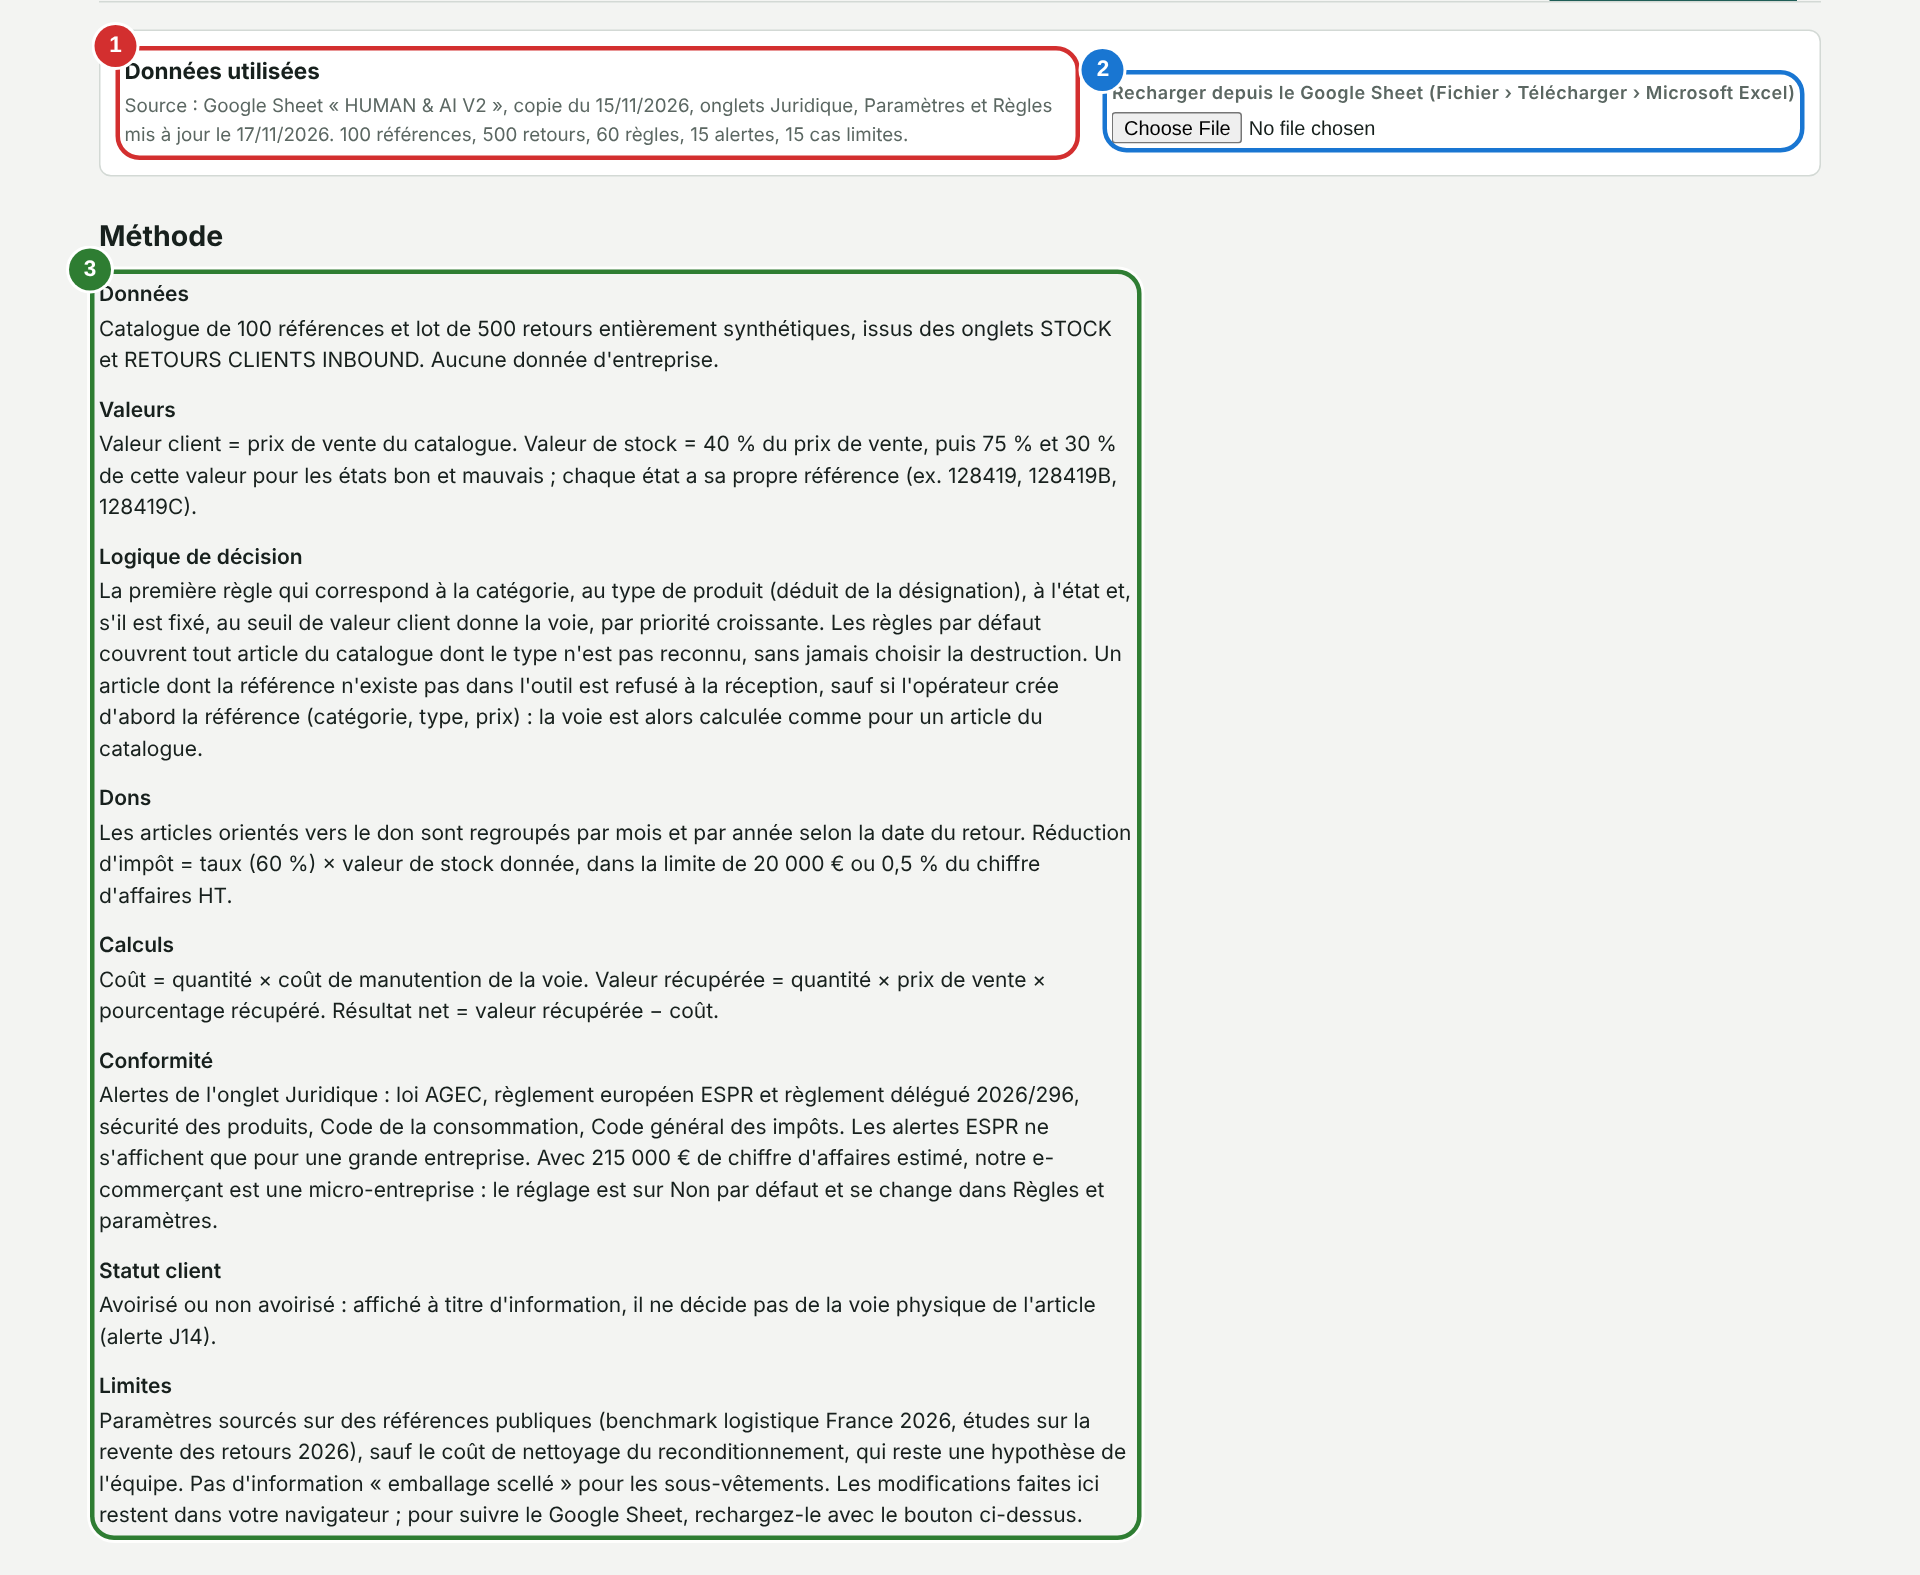 1
Données utilisées
Source : Google Sheet « HUMAN & AI V2 », copie du 15/11/2026, onglets Juridique, Paramètres et Règles
mis à jour le 17/11/2026. 100 références, 500 retours, 60 règles, 15 alertes, 15 cas limites.
2
Recharger depuis le Google Sheet (Fichier › Télécharger › Microsoft Excel)
Choose File No file chosen
Méthode
3
Données
Catalogue de 100 références et lot de 500 retours entièrement synthétiques, issus des onglets STOCK
et RETOURS CLIENTS INBOUND. Aucune donnée d'entreprise.
Valeurs
Valeur client = prix de vente du catalogue. Valeur de stock = 40 % du prix de vente, puis 75 % et 30 %
de cette valeur pour les états bon et mauvais ; chaque état a sa propre référence (ex. 128419, 128419B,
128419C).
Logique de décision
La première règle qui correspond à la catégorie, au type de produit (déduit de la désignation), à l'état et,
s'il est fixé, au seuil de valeur client donne la voie, par priorité croissante. Les règles par défaut
couvrent tout article du catalogue dont le type n'est pas reconnu, sans jamais choisir la destruction. Un
article dont la référence n'existe pas dans l'outil est refusé à la réception, sauf si l'opérateur crée
d'abord la référence (catégorie, type, prix) : la voie est alors calculée comme pour un article du
catalogue.
Dons
Les articles orientés vers le don sont regroupés par mois et par année selon la date du retour. Réduction
d'impôt = taux (60 %) × valeur de stock donnée, dans la limite de 20 000 € ou 0,5 % du chiffre
d'affaires HT.
Calculs
Coût = quantité × coût de manutention de la voie. Valeur récupérée = quantité × prix de vente ×
pourcentage récupéré. Résultat net = valeur récupérée − coût.
Conformité
Alertes de l'onglet Juridique : loi AGEC, règlement européen ESPR et règlement délégué 2026/296,
sécurité des produits, Code de la consommation, Code général des impôts. Les alertes ESPR ne
s'affichent que pour une grande entreprise. Avec 215 000 € de chiffre d'affaires estimé, notre e-
commerçant est une micro-entreprise : le réglage est sur Non par défaut et se change dans Règles et
paramètres.
Statut client
Avoirisé ou non avoirisé : affiché à titre d'information, il ne décide pas de la voie physique de l'article
(alerte J14).
Limites
Paramètres sourcés sur des références publiques (benchmark logistique France 2026, études sur la
revente des retours 2026), sauf le coût de nettoyage du reconditionnement, qui reste une hypothèse de
l'équipe. Pas d'information « emballage scellé » pour les sous-vêtements. Les modifications faites ici
restent dans votre navigateur ; pour suivre le Google Sheet, rechargez-le avec le bouton ci-dessus.